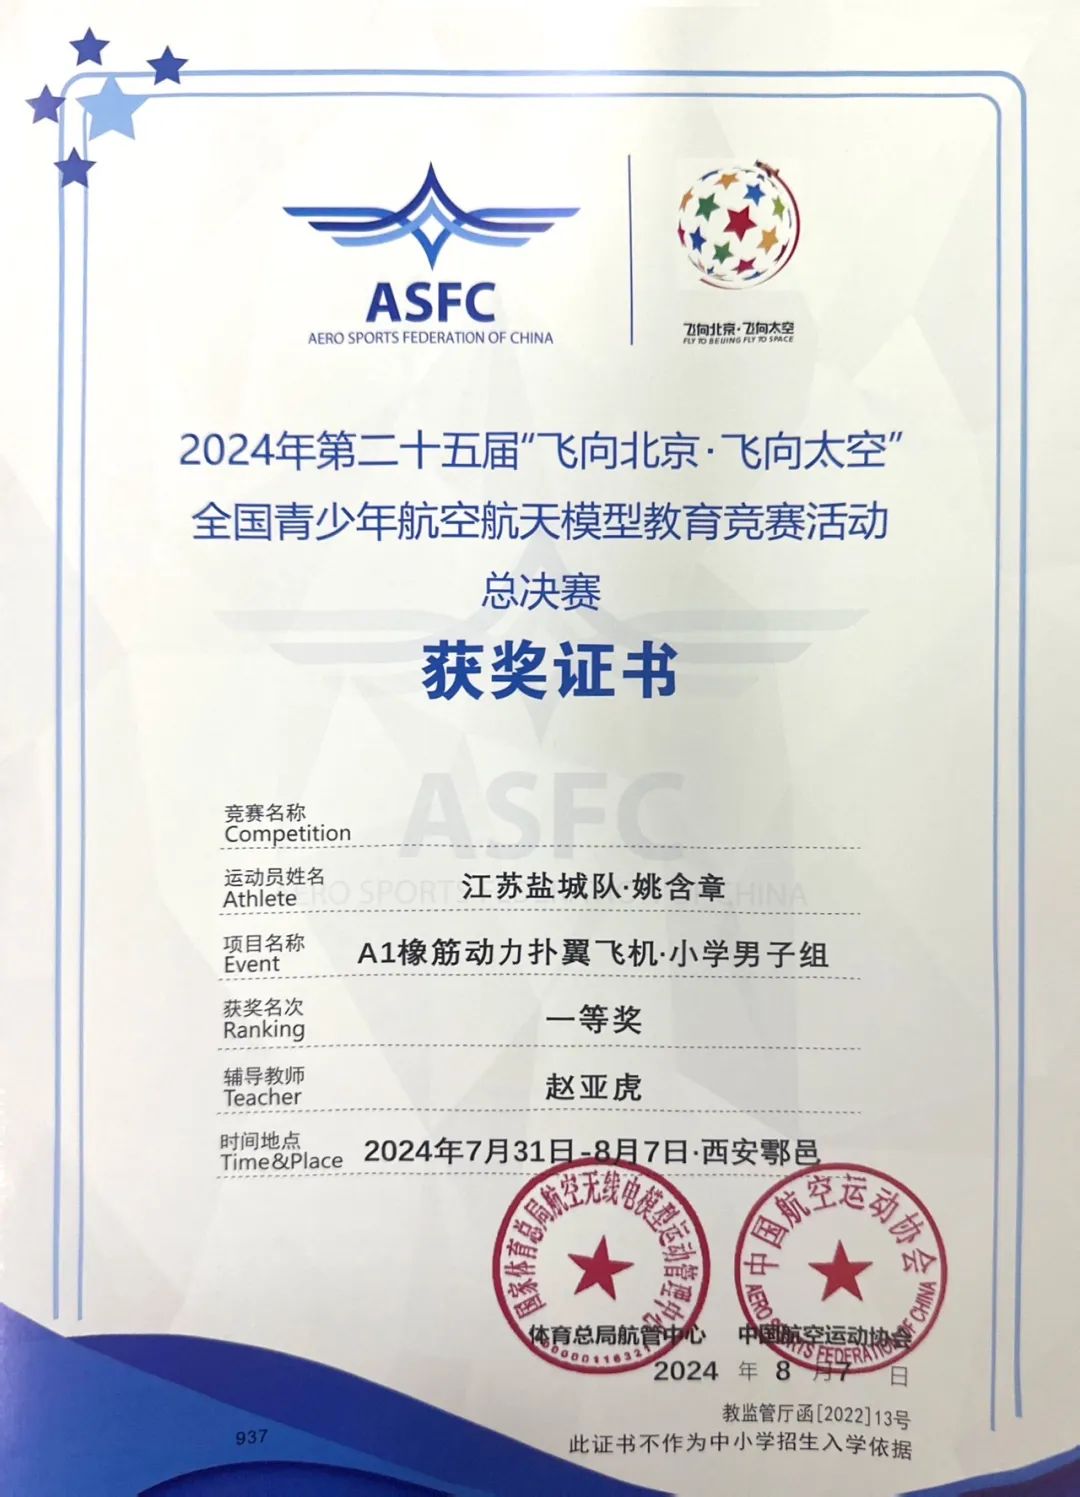 ASFC
AERO SPORTS FEDERATION OF CHINA
飞向北京·飞向太空
FLY TO BEIJING FLY TO SPACE
2024年第二十五届“飞向北京·飞向太空”
全国青少年航空航天模型教育竞赛活动
总决赛
获奖证书
ASFC
AERO SPORTS FEDERATION OF CHINA
竞赛名称
Competition
运动员姓名
Athlete
江苏盐城队·姚含章
项目名称
Event
A1橡筋动力扑翼飞机·小学男子组
获奖名次
Ranking
一等奖
辅导教师
Teacher
赵亚虎
时间地点
Time&Place
2024年7月31日-8月7日·西安鄠邑
国家体育总局航空无线电模型运动管理中心
中国航空运动协会
AERO SPORTS FEDERATION OF CHINA
体育总局航管中心 中国航空运动协会
2024 年 8 月7 日
教监管厅函[2022]13号
此证书不作为中小学招生入学依据
937